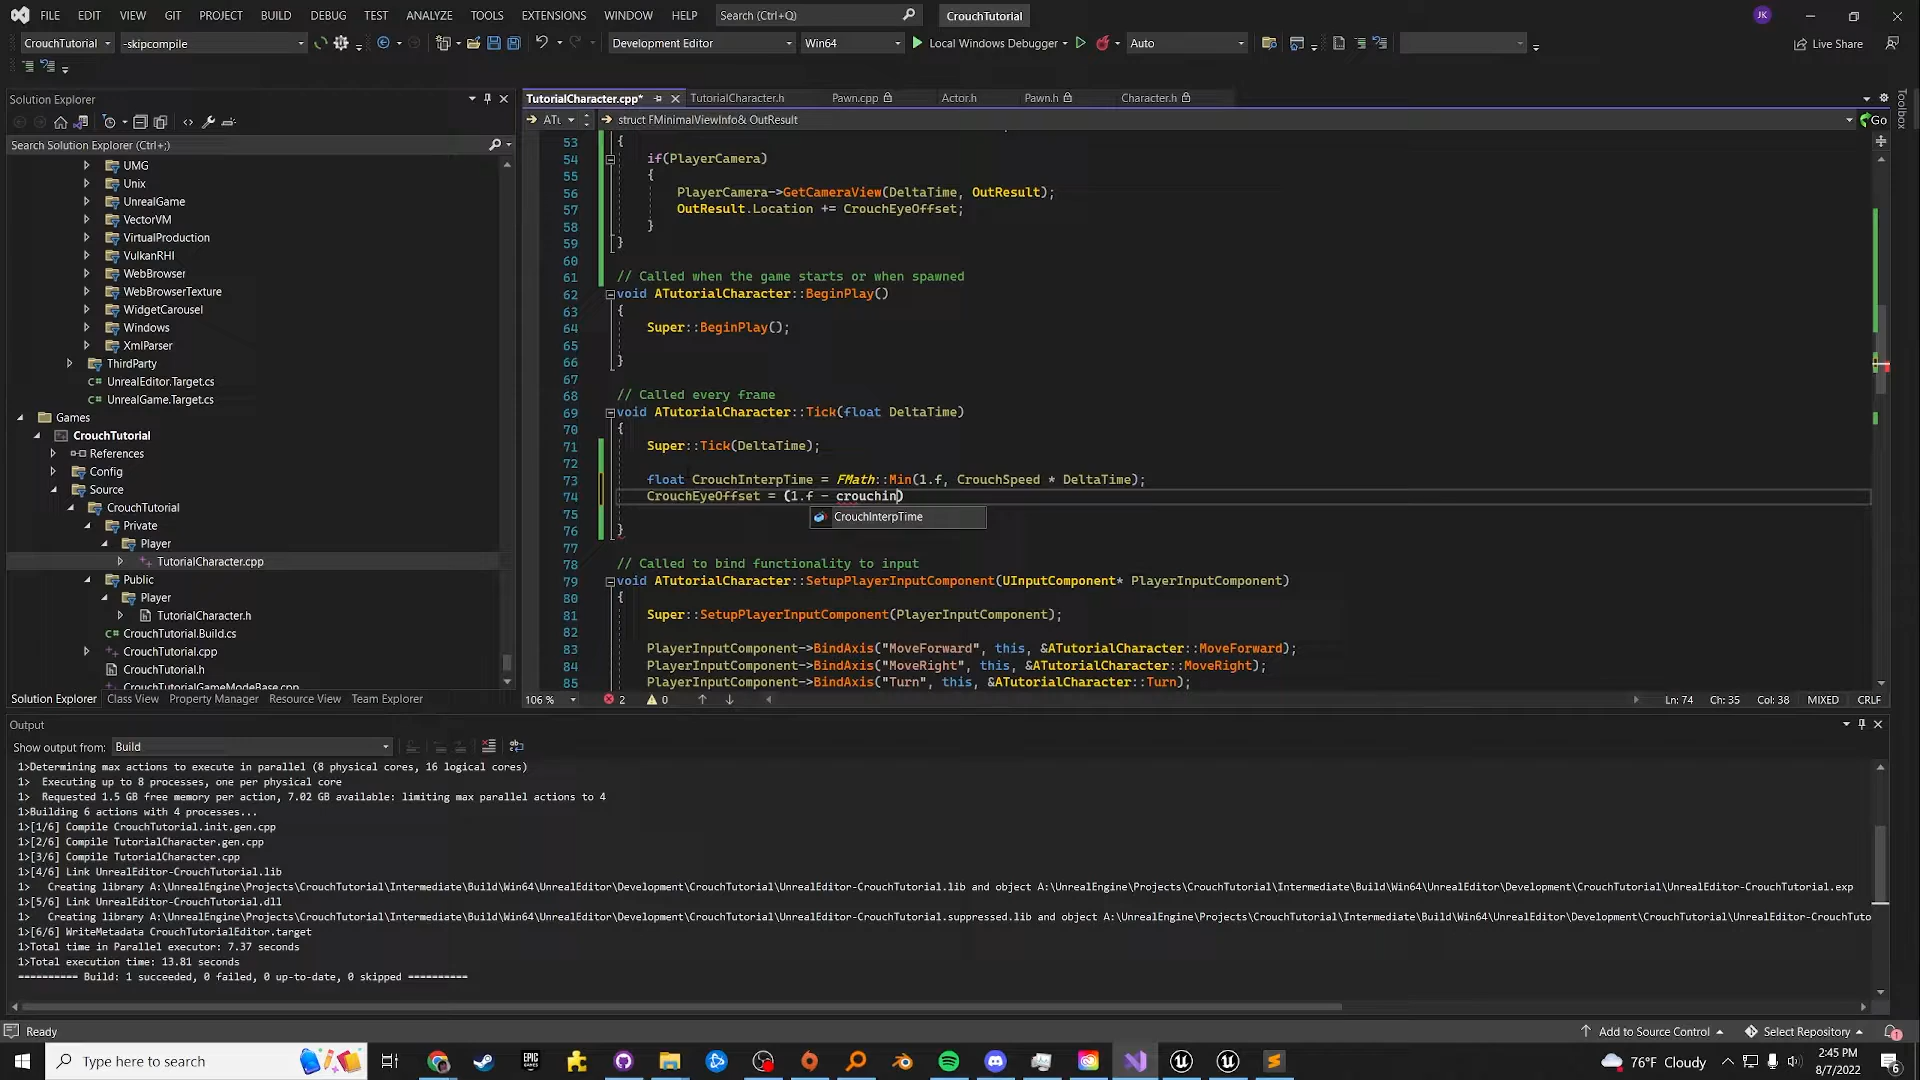 FILE EDIT VIEW GIT PROJECT BUILD DEBUG TEST ANALYZE TOOLS EXTENSIONS WINDOW HELP Search (Ctrl+Q) CrouchTutorial JK
CrouchTutorial -skipcompile Development Editor Win64 Local Windows Debugger Auto Live Share
Solution Explorer
Search Solution Explorer (Ctrl+;)
UMG
Unix
UnrealGame
VectorVM
VirtualProduction
VulkanRHI
WebBrowser
WebBrowserTexture
WidgetCarousel
Windows
XmlParser
ThirdParty
UnrealEditor.Target.cs
UnrealGame.Target.cs
Games
CrouchTutorial
References
Config
Source
CrouchTutorial
Private
Player
TutorialCharacter.cpp
Public
Player
TutorialCharacter.h
CrouchTutorial.Build.cs
CrouchTutorial.cpp
CrouchTutorial.h
CrouchTutorialGameModeBase.cpp
Solution Explorer Class View Property Manager Resource View Team Explorer
TutorialCharacter.cpp* TutorialCharacter.h Pawn.cpp Actor.h Pawn.h Character.h
struct FMinimalViewInfo& OutResult Go
Toolbox
53 {
54 if(PlayerCamera)
55 {
56 PlayerCamera->GetCameraView(DeltaTime, OutResult);
57 OutResult.Location += CrouchEyeOffset;
58 }
59 }
60
61 // Called when the game starts or when spawned
62 void ATutorialCharacter::BeginPlay()
63 {
64 Super::BeginPlay();
65
66 }
67
68 // Called every frame
69 void ATutorialCharacter::Tick(float DeltaTime)
70 {
71 Super::Tick(DeltaTime);
72
73 float CrouchInterpTime = FMath::Min(1.f, CrouchSpeed * DeltaTime);
74 CrouchEyeOffset = (1.f - crouchin)
CrouchInterpTime
75
76 }
77
78 // Called to bind functionality to input
79 void ATutorialCharacter::SetupPlayerInputComponent(UInputComponent* PlayerInputComponent)
80 {
81 Super::SetupPlayerInputComponent(PlayerInputComponent);
82
83 PlayerInputComponent->BindAxis("MoveForward", this, &ATutorialCharacter::MoveForward);
84 PlayerInputComponent->BindAxis("MoveRight", this, &ATutorialCharacter::MoveRight);
85 PlayerInputComponent->BindAxis("Turn", this, &ATutorialCharacter::Turn);
106 % 2 0 Ln: 74 Ch: 35 Col: 38 MIXED CRLF
Output
Show output from: Build
1>Determining max actions to execute in parallel (8 physical cores, 16 logical cores)
1> Executing up to 8 processes, one per physical core
1> Requested 1.5 GB free memory per action, 7.02 GB available: limiting max parallel actions to 4
1>Building 6 actions with 4 processes...
1>[1/6] Compile CrouchTutorial.init.gen.cpp
1>[2/6] Compile TutorialCharacter.gen.cpp
1>[3/6] Compile TutorialCharacter.cpp
1>[4/6] Link UnrealEditor-CrouchTutorial.lib
1> Creating library A:\UnrealEngine\Projects\CrouchTutorial\Intermediate\Build\Win64\UnrealEditor\Development\CrouchTutorial\UnrealEditor-CrouchTutorial.lib and object A:\UnrealEngine\Projects\CrouchTutorial\Intermediate\Build\Win64\UnrealEditor\Development\CrouchTutorial\UnrealEditor-CrouchTutorial.exp
1>[5/6] Link UnrealEditor-CrouchTutorial.dll
1> Creating library A:\UnrealEngine\Projects\CrouchTutorial\Intermediate\Build\Win64\UnrealEditor\Development\CrouchTutorial\UnrealEditor-CrouchTutorial.suppressed.lib and object A:\UnrealEngine\Projects\CrouchTutorial\Intermediate\Build\Win64\UnrealEditor\Development\CrouchTutorial\UnrealEditor-CrouchTuto
1>[6/6] WriteMetadata CrouchTutorialEditor.target
1>Total time in Parallel executor: 7.37 seconds
1>Total execution time: 13.81 seconds
========== Build: 1 succeeded, 0 failed, 0 up-to-date, 0 skipped ==========
Ready Add to Source Control Select Repository 1
Type here to search EPIC GAMES 76°F Cloudy 2:45 PM
8/7/2022 6